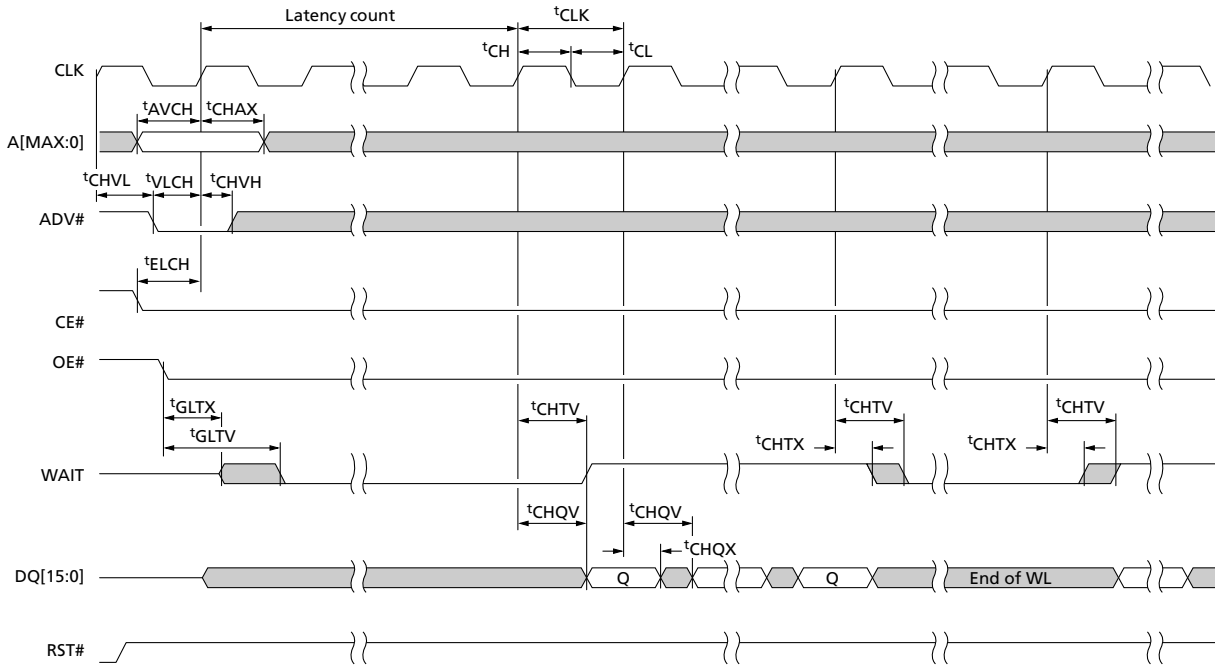 Latency count
tCLK
tCH
tCL
CLK
tAVCH
tCHAX
A[MAX:0]
tCHVL
tVLCH
tCHVH
ADV#
tELCH
CE#
OE#
tGLTX
tCHTV
tCHTV
tCHTV
tGLTV
tCHTX
tCHTX
WAIT
tCHQV
tCHQV
tCHQX
DQ[15:0]
Q
Q
End of WL
RST#